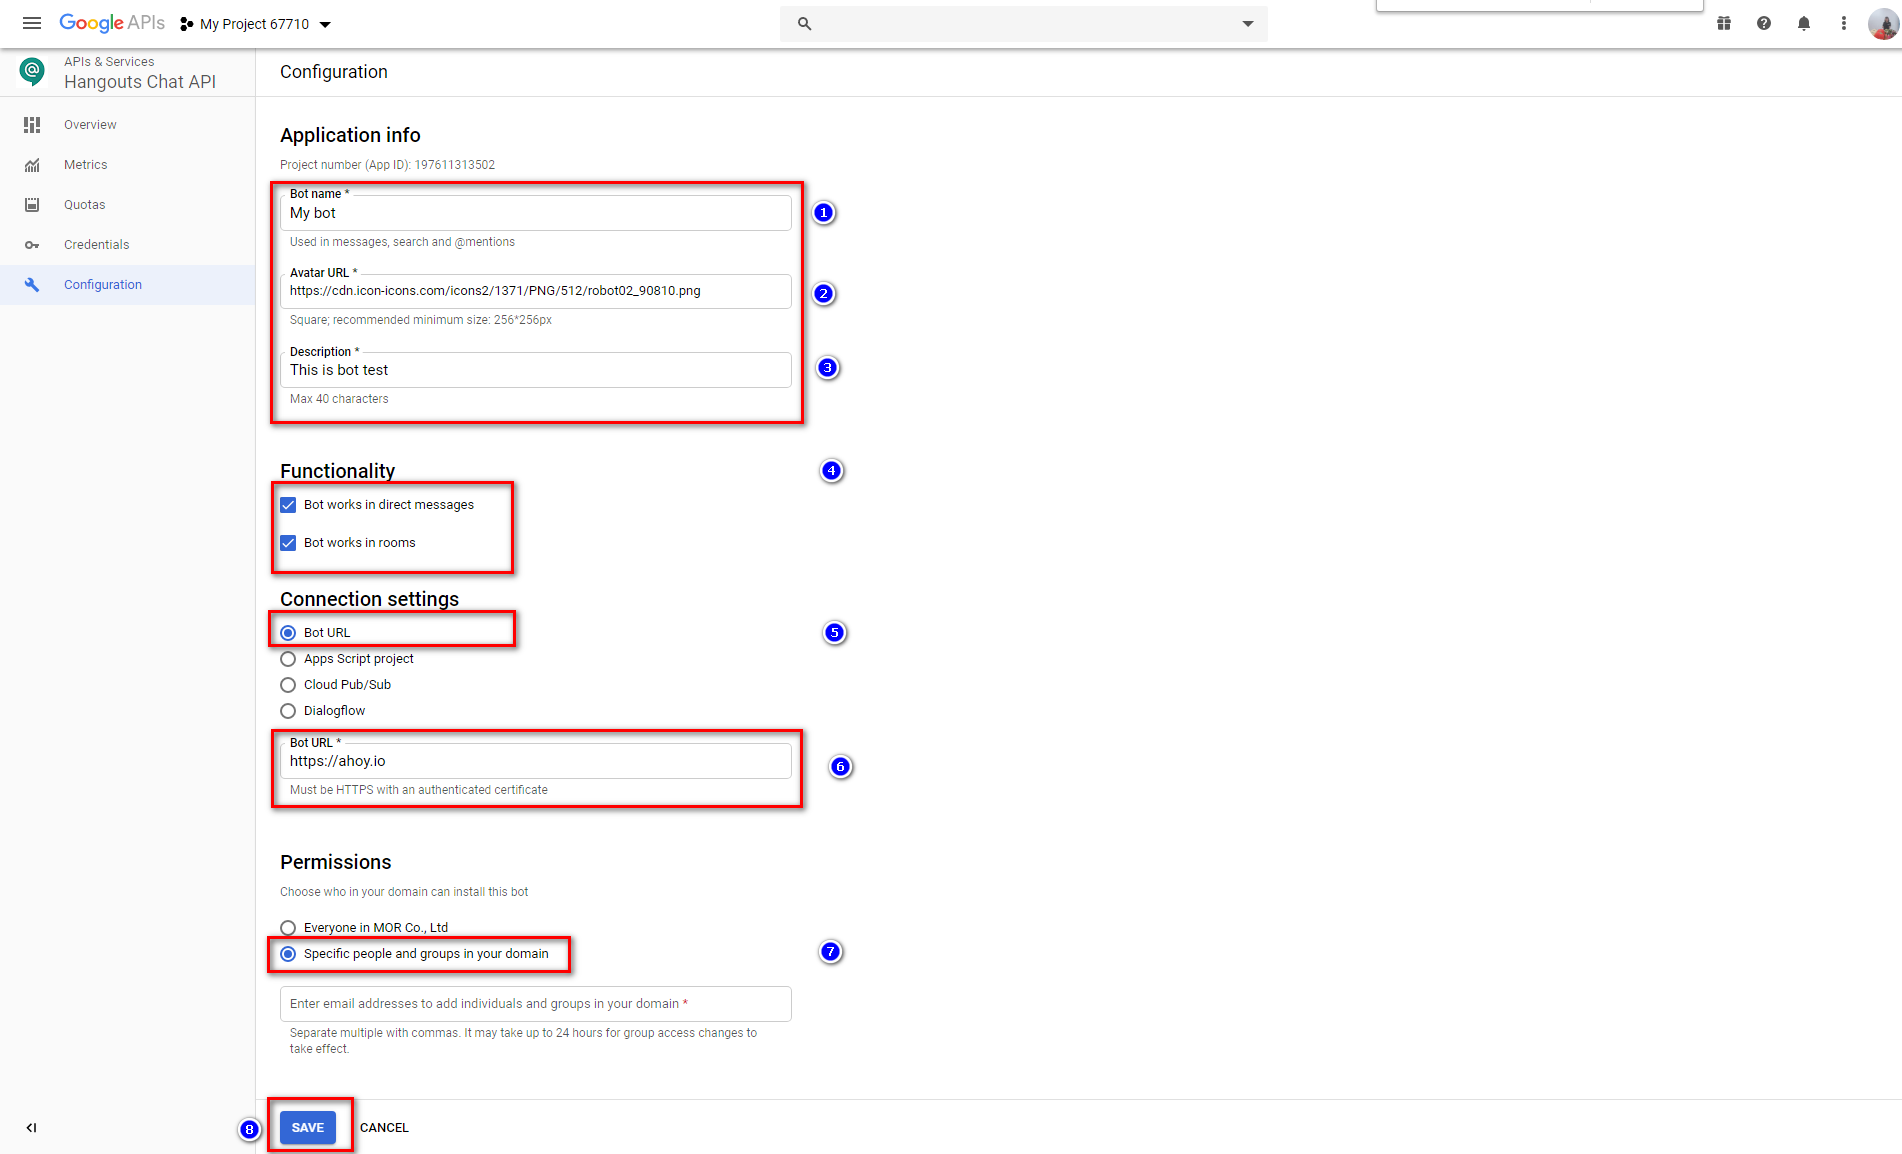 Google APIs
My Project 67710
APIs & Services
Hangouts Chat API
Configuration
Overview
Metrics
Quotas
Credentials
Configuration
Application info
Project number (App ID): 197611313502
Bot name *
My bot
1
Used in messages, search and @mentions
Avatar URL *
https://cdn.icon-icons.com/icons2/1371/PNG/512/robot02_90810.png
2
Square; recommended minimum size: 256*256px
Description *
This is bot test
3
Max 40 characters
Functionality
4
Bot works in direct messages
Bot works in rooms
Connection settings
Bot URL
5
Apps Script project
Cloud Pub/Sub
Dialogflow
Bot URL *
https://ahoy.io
6
Must be HTTPS with an authenticated certificate
Permissions
Choose who in your domain can install this bot
Everyone in MOR Co., Ltd
Specific people and groups in your domain
7
Enter email addresses to add individuals and groups in your domain *
Separate multiple with commas. It may take up to 24 hours for group access changes to
take effect.
8
SAVE
CANCEL